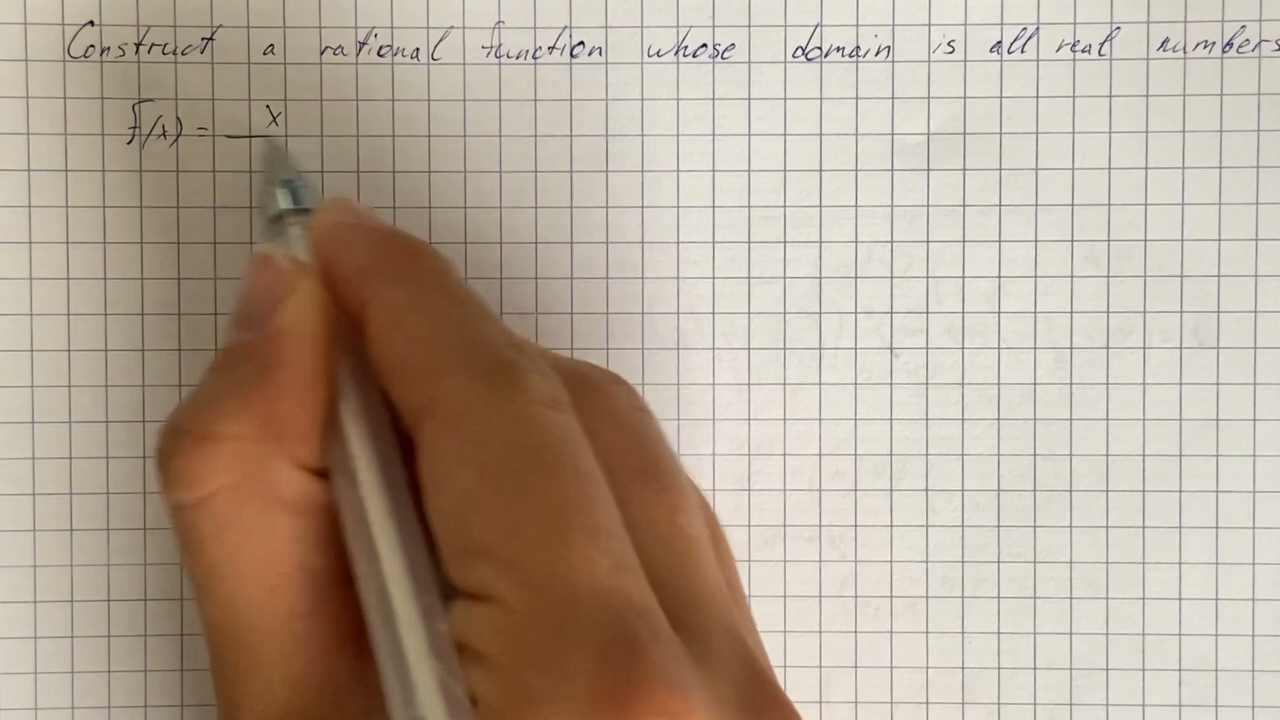 Construct a rational function whose domain is all real numbers
f(x) = x